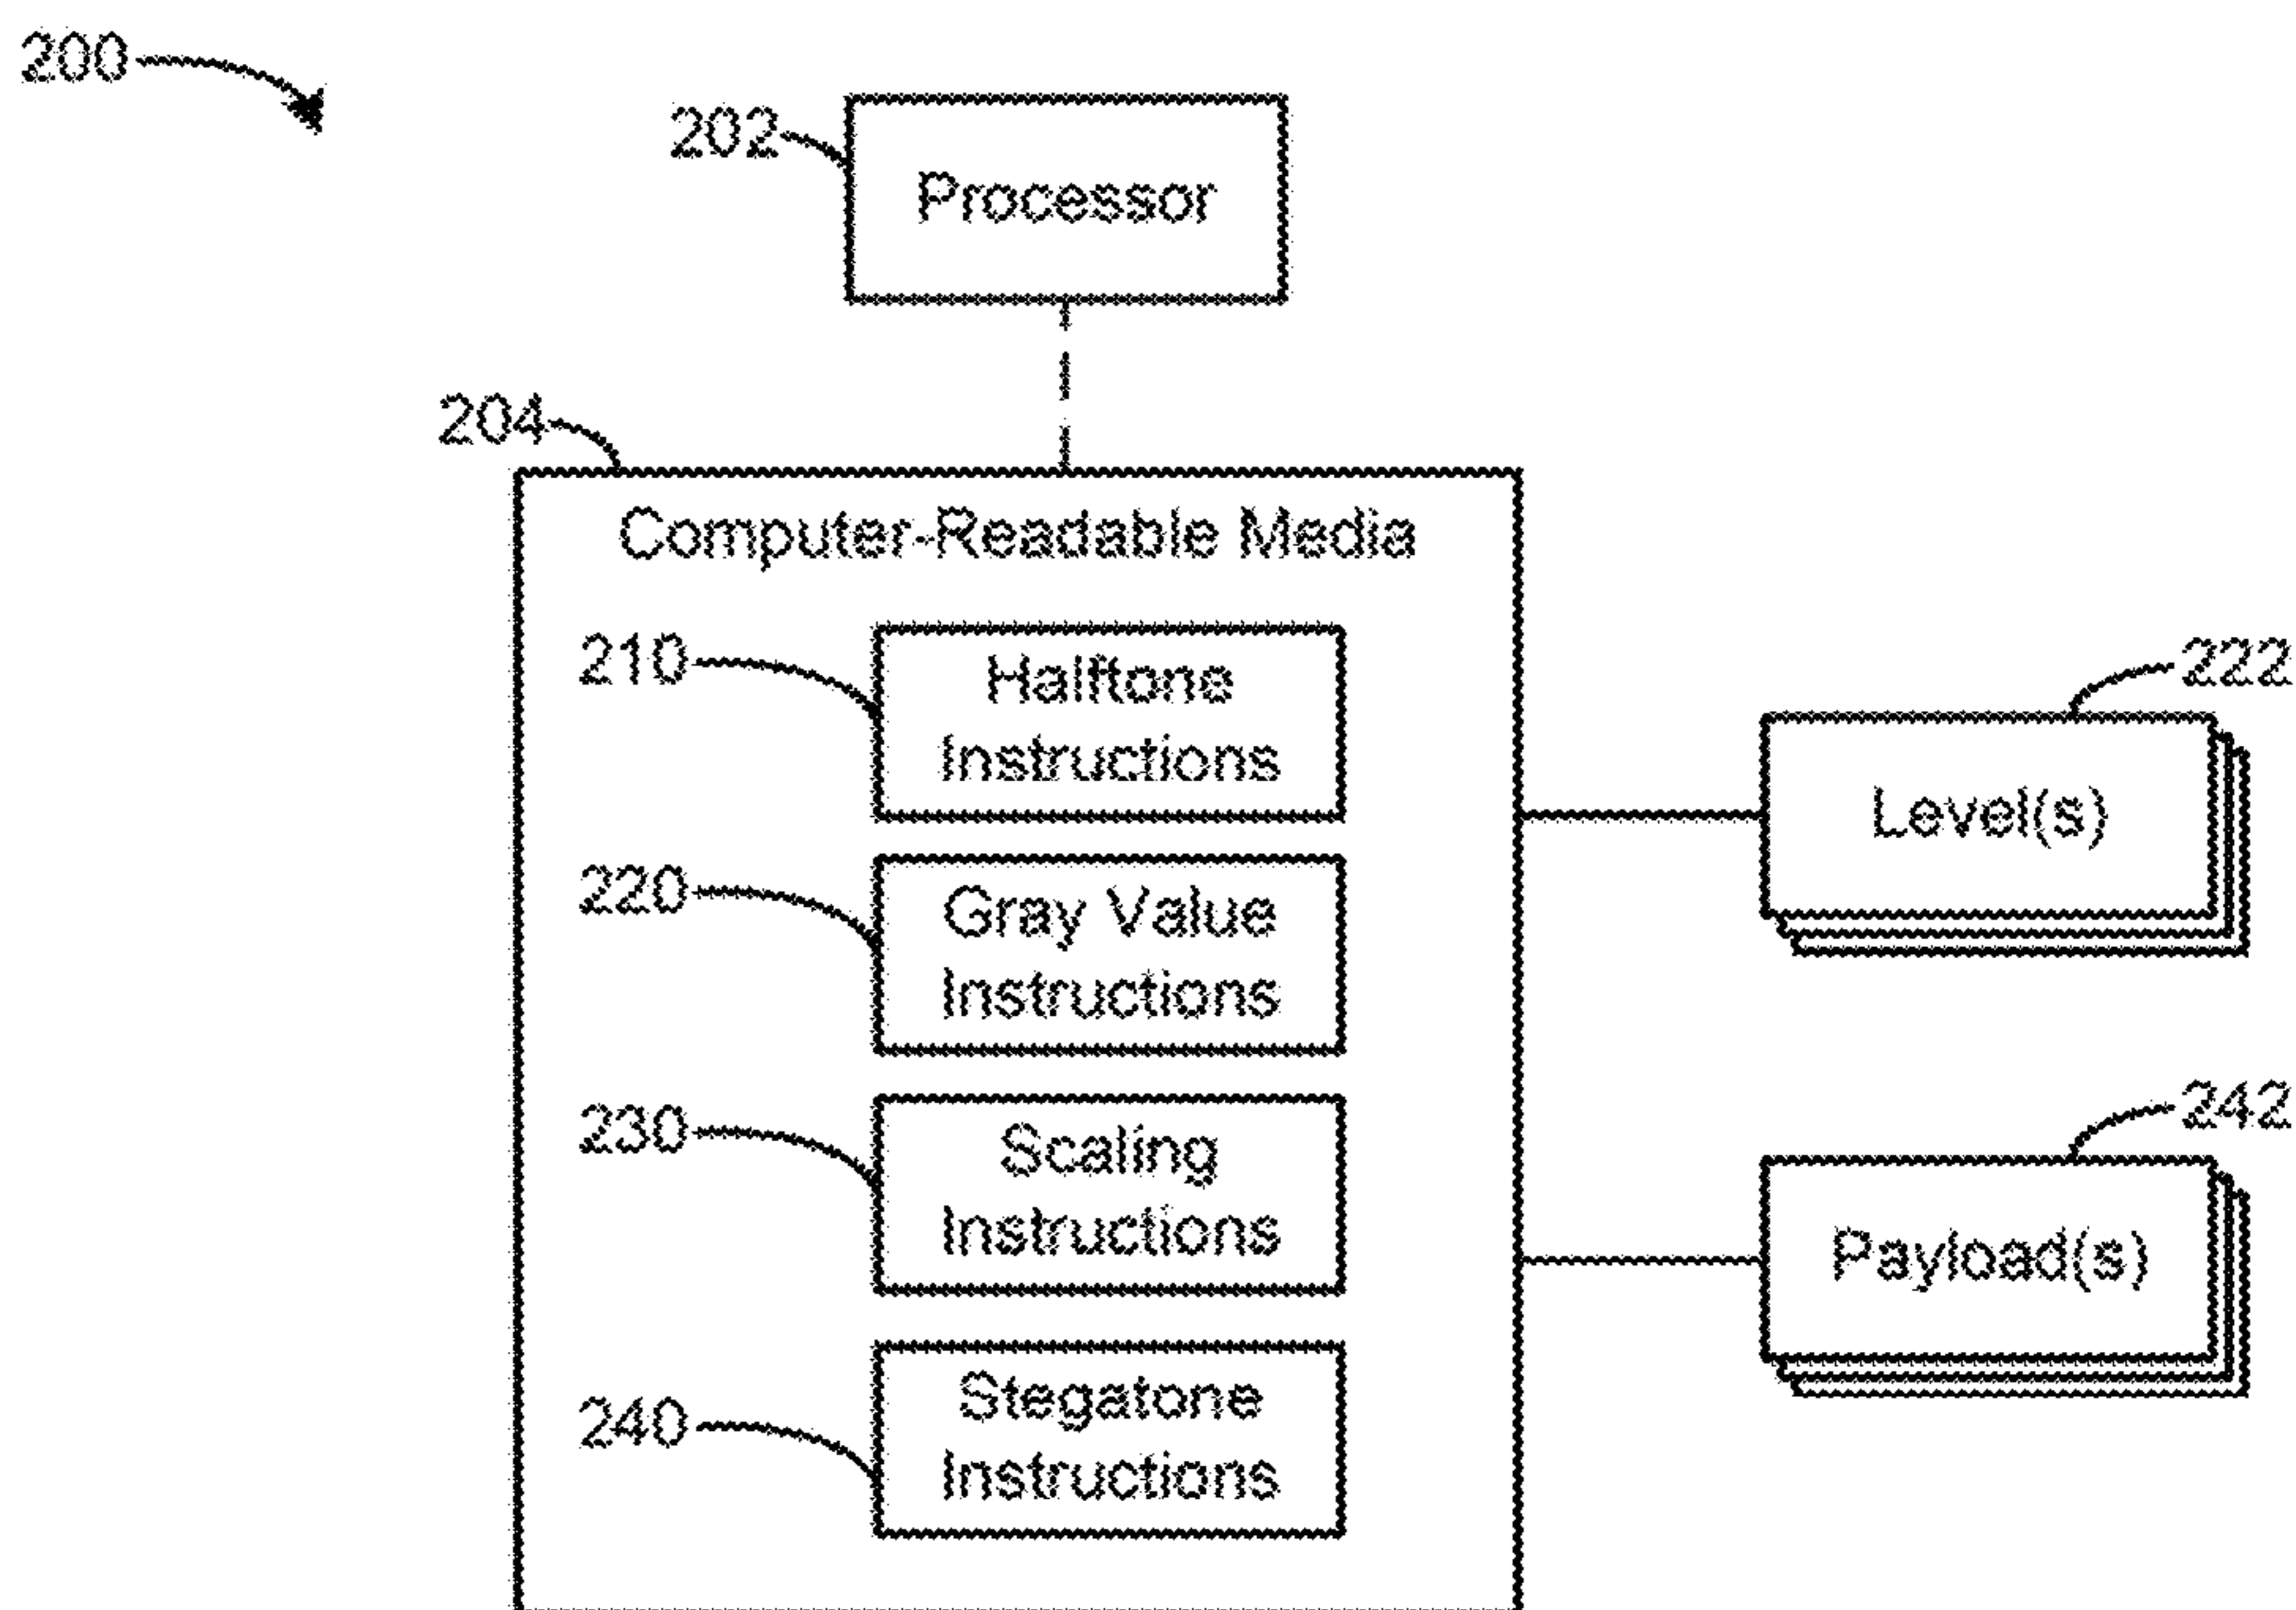 200
202
Processor
204
Computer-Readable Media
210
Halftone
Instructions
222
Level(s)
220
Gray Value
Instructions
230
Scaling
Instructions
242
Payload(s)
240
Stegatone
Instructions